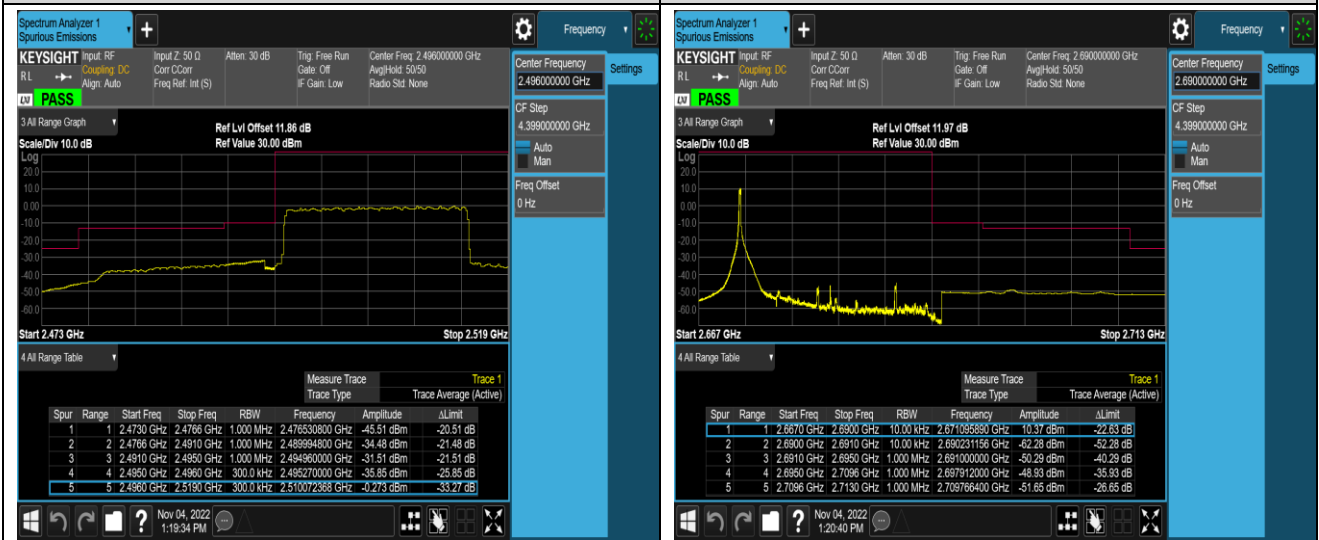 Spectrum Analyzer 1
Spurious Emissions
Frequency
KEYSIGHT
Input: RF
Coupling: DC
Align: Auto
Input Z: 50 Ω
Corr CCorr
Freq Ref: Int (S)
Atten: 30 dB
Trig: Free Run
Gate: Off
IF Gain: Low
Center Freq: 2.496000000 GHz
Avg|Hold: 50/50
Radio Std: None
R L
LXI
PASS
Center Frequency
2.496000000 GHz
Settings
CF Step
4.399000000 GHz
Auto
Man
Freq Offset
0 Hz
3 All Range Graph
Scale/Div 10.0 dB
Ref Lvl Offset 11.86 dB
Ref Value 30.00 dBm
Log
20.0
10.0
0.00
-10.0
-20.0
-30.0
-40.0
-50.0
-60.0
Start 2.473 GHz
Stop 2.519 GHz
4 All Range Table
Measure Trace Trace 1
Trace Type Trace Average (Active)
Spur Range Start Freq Stop Freq RBW Frequency Amplitude ΔLimit
1 1 2.4730 GHz 2.4766 GHz 1.000 MHz 2.476530800 GHz -45.51 dBm -20.51 dB
2 2 2.4766 GHz 2.4910 GHz 1.000 MHz 2.489994800 GHz -34.48 dBm -21.48 dB
3 3 2.4910 GHz 2.4950 GHz 1.000 MHz 2.494960000 GHz -31.51 dBm -21.51 dB
4 4 2.4950 GHz 2.4960 GHz 300.0 kHz 2.495270000 GHz -35.85 dBm -25.85 dB
5 5 2.4960 GHz 2.5190 GHz 300.0 kHz 2.510072368 GHz -0.273 dBm -33.27 dB
?
Nov 04, 2022
1:19:34 PM
Spectrum Analyzer 1
Spurious Emissions
Frequency
KEYSIGHT
Input: RF
Coupling: DC
Align: Auto
Input Z: 50 Ω
Corr CCorr
Freq Ref: Int (S)
Atten: 30 dB
Trig: Free Run
Gate: Off
IF Gain: Low
Center Freq: 2.690000000 GHz
Avg|Hold: 50/50
Radio Std: None
R L
LXI
PASS
Center Frequency
2.690000000 GHz
Settings
CF Step
4.399000000 GHz
Auto
Man
Freq Offset
0 Hz
3 All Range Graph
Scale/Div 10.0 dB
Ref Lvl Offset 11.97 dB
Ref Value 30.00 dBm
Log
20.0
10.0
0.00
-10.0
-20.0
-30.0
-40.0
-50.0
-60.0
Start 2.667 GHz
Stop 2.713 GHz
4 All Range Table
Measure Trace Trace 1
Trace Type Trace Average (Active)
Spur Range Start Freq Stop Freq RBW Frequency Amplitude ΔLimit
1 1 2.6670 GHz 2.6900 GHz 10.00 kHz 2.671095890 GHz 10.37 dBm -22.63 dB
2 2 2.6900 GHz 2.6910 GHz 10.00 kHz 2.690231156 GHz -62.28 dBm -52.28 dB
3 3 2.6910 GHz 2.6950 GHz 1.000 MHz 2.691000000 GHz -50.29 dBm -40.29 dB
4 4 2.6950 GHz 2.7096 GHz 1.000 MHz 2.697912000 GHz -48.93 dBm -35.93 dB
5 5 2.7096 GHz 2.7130 GHz 1.000 MHz 2.709766400 GHz -51.65 dBm -26.65 dB
?
Nov 04, 2022
1:20:40 PM